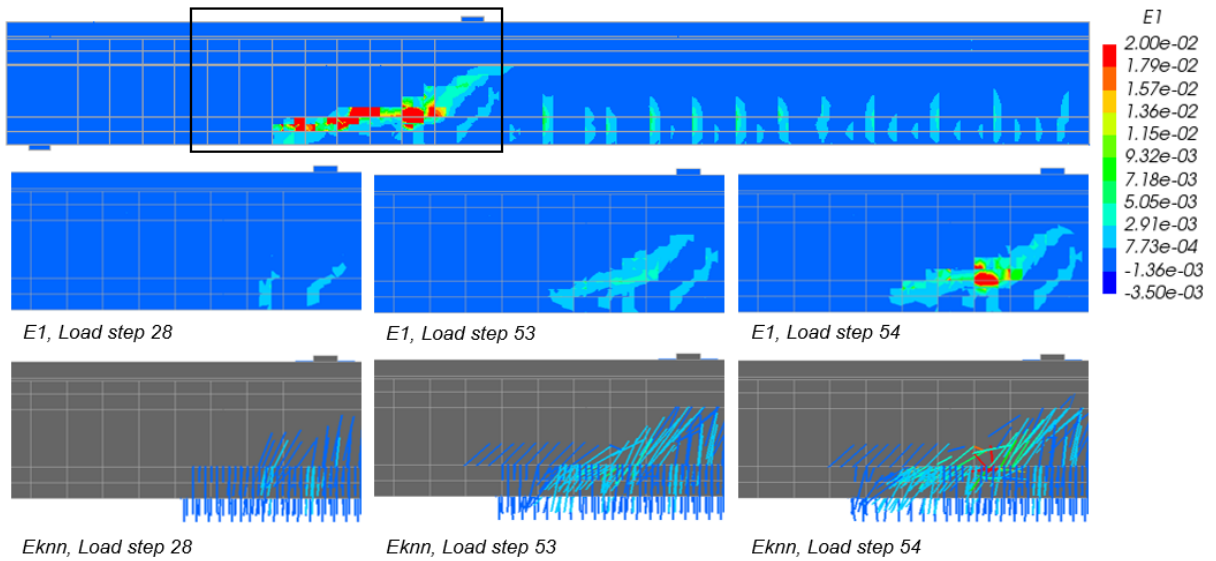 E1
2.00e-02
1.79e-02
1.57e-02
1.36e-02
1.15e-02
9.32e-03
7.18e-03
5.05e-03
2.91e-03
7.73e-04
-1.36e-03
-3.50e-03
E1, Load step 28
E1, Load step 53
E1, Load step 54
Eknn, Load step 28
Eknn, Load step 53
Eknn, Load step 54